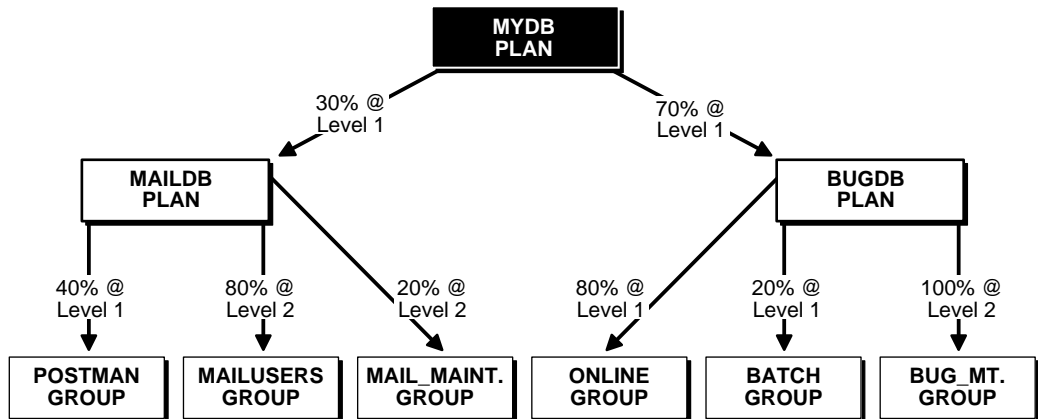 MYDB
PLAN
30% @
Level 1
70% @
Level 1
MAILDB
PLAN
BUGDB
PLAN
40% @
Level 1
80% @
Level 2
20% @
Level 2
80% @
Level 1
20% @
Level 1
100% @
Level 2
POSTMAN
GROUP
MAILUSERS
GROUP
MAIL_MAINT.
GROUP
ONLINE
GROUP
BATCH
GROUP
BUG_MT.
GROUP